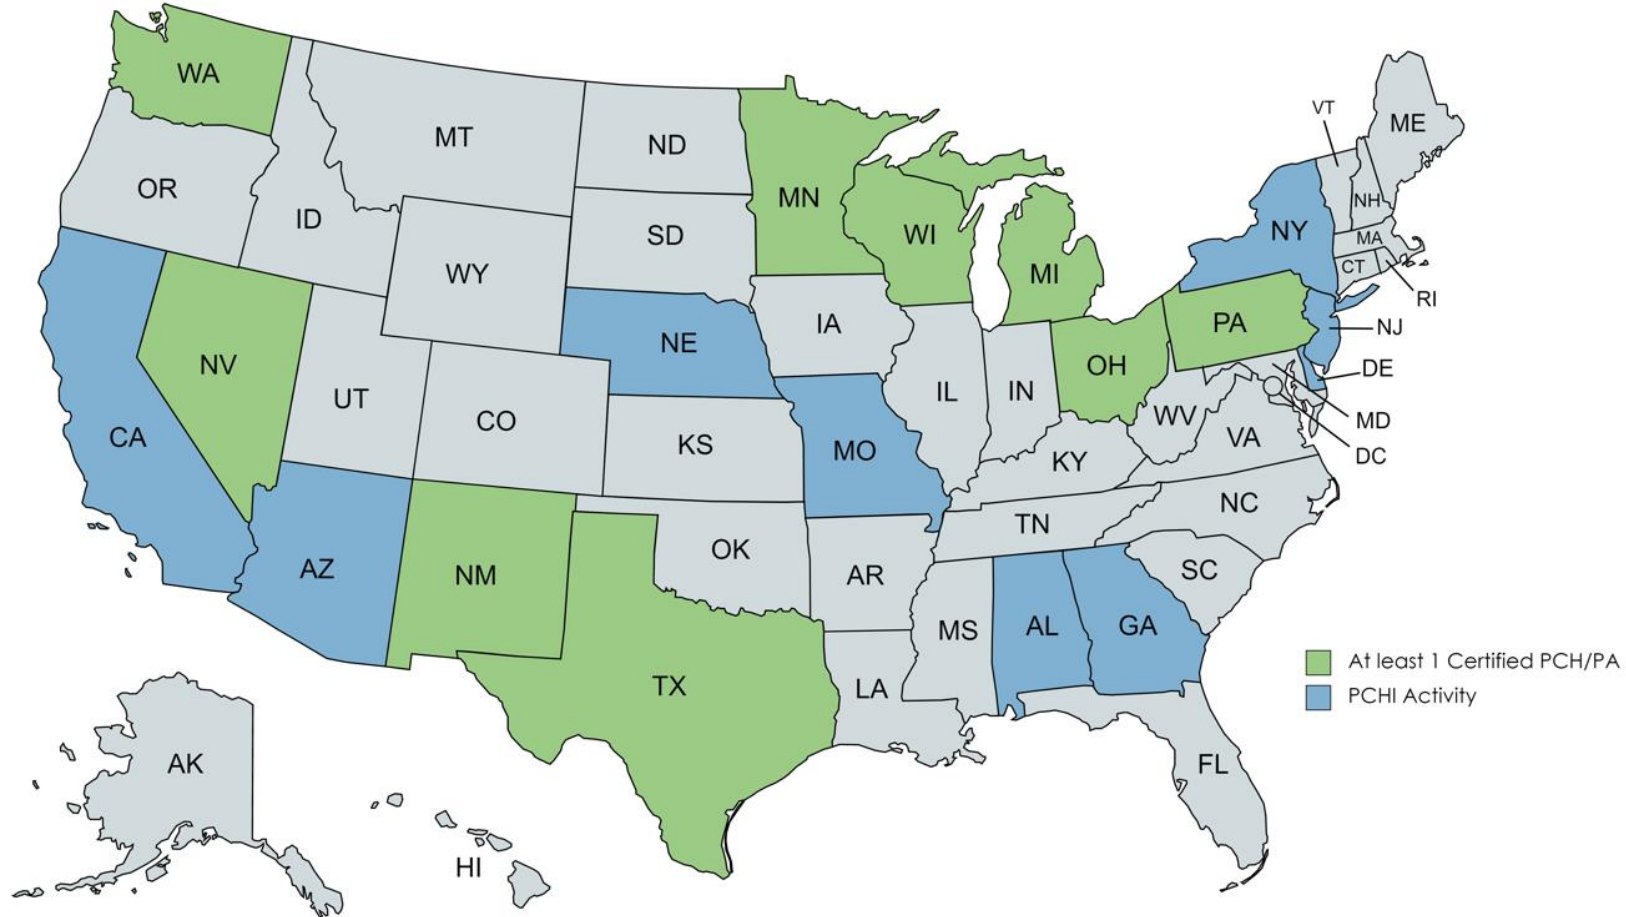 WA
MT
ND
VT
ME
OR
MN
ID
SD
WI
NH
NY
MA
WY
MI
CT
RI
IA
PA
NJ
NE
NV
OH
DE
UT
IL
IN
CO
WV
MD
CA
KS
MO
VA
DC
KY
NC
TN
OK
AZ
NM
AR
SC
MS
AL
GA
TX
LA
At least 1 Certified PCH/PA
PCHI Activity
AK
FL
HI